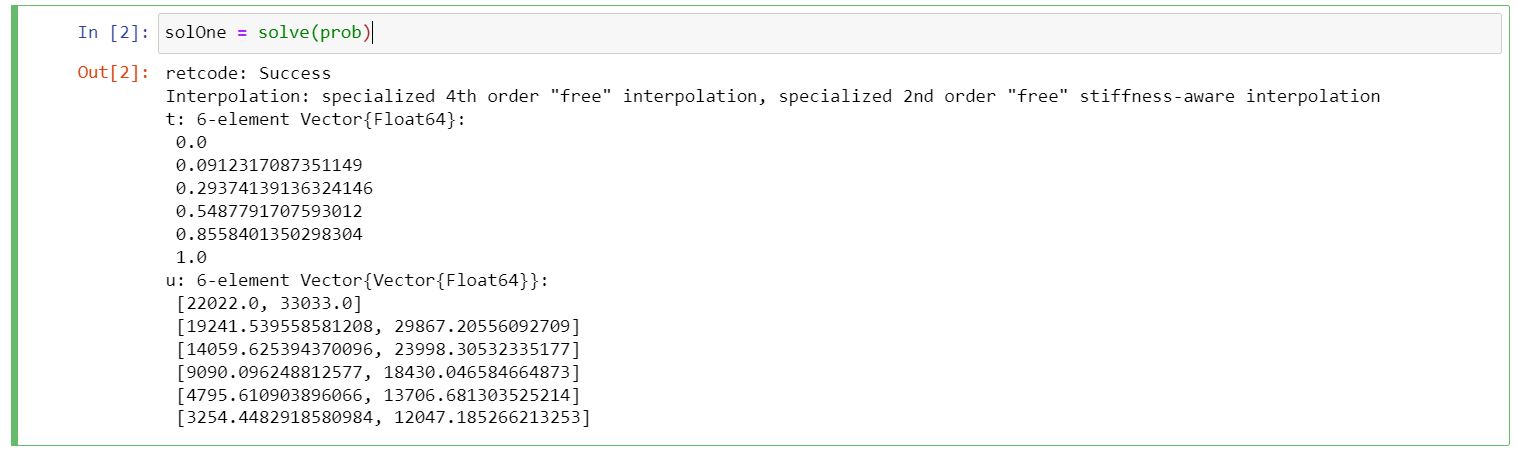 In [2]: solOne = solve(prob)
Out[2]: retcode: Success
Interpolation: specialized 4th order "free" interpolation, specialized 2nd order "free" stiffness-aware interpolation
t: 6-element Vector{Float64}:
0.0
0.0912317087351149
0.29374139136324146
0.5487791707593012
0.8558401350298304
1.0
u: 6-element Vector{Vector{Float64}}:
[22022.0, 33033.0]
[19241.539558581208, 29867.20556092709]
[14059.625394370096, 23998.30532335177]
[9090.096248812577, 18430.046584664873]
[4795.610903896066, 13706.681303525214]
[3254.4482918580984, 12047.185266213253]